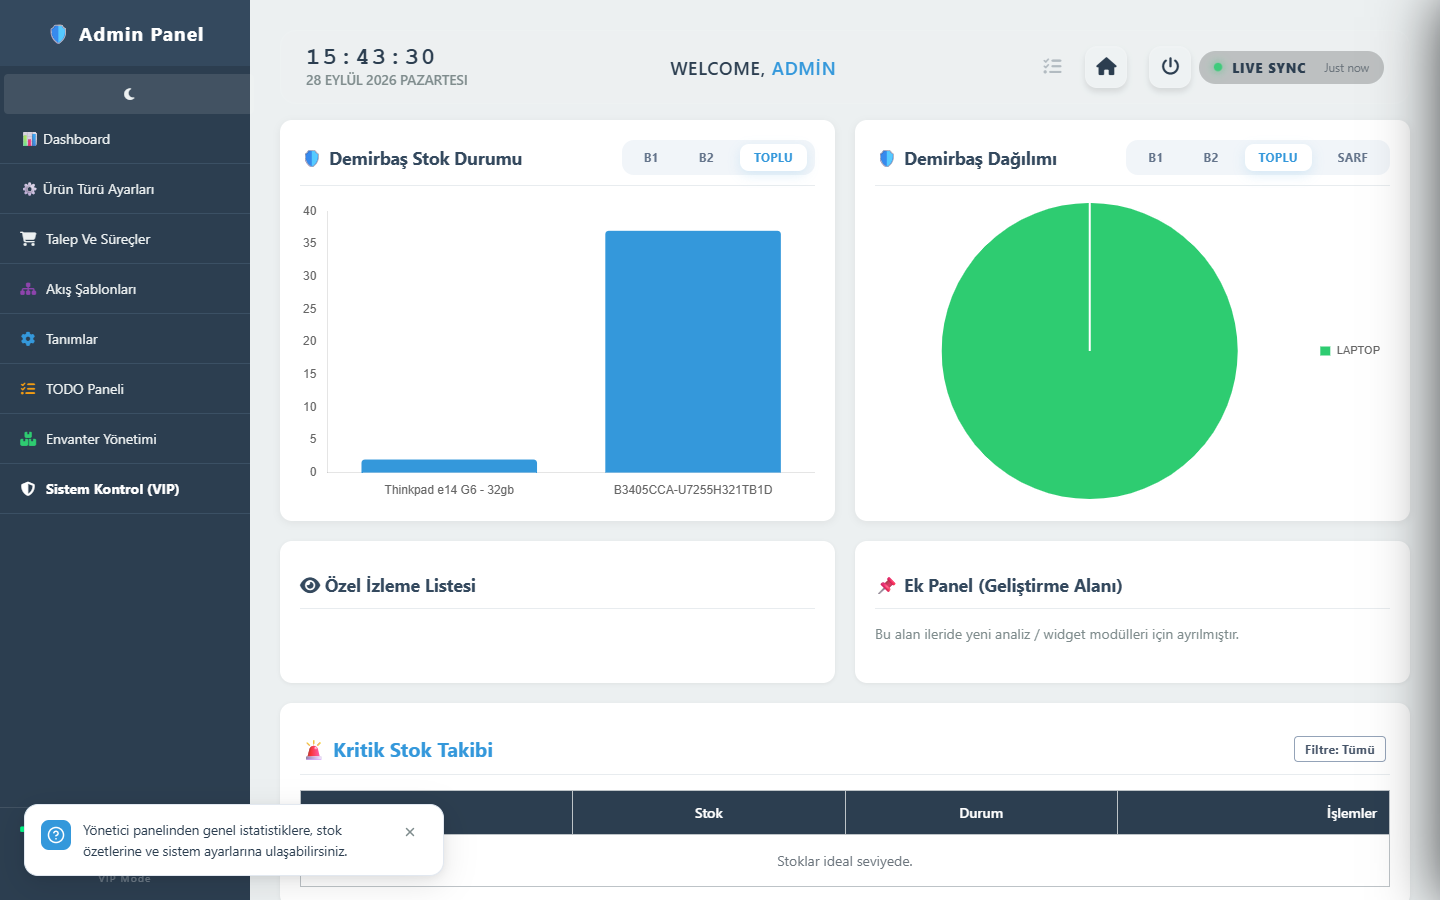 Admin Panel
Dashboard
Ürün Türü Ayarları
Talep Ve Süreçler
Akış Şablonları
Tanımlar
TODO Paneli
Envanter Yönetimi
Sistem Kontrol (VIP)
VIP Mode
15:43:30
28 EYLÜL 2026 PAZARTESI
WELCOME, ADMİN
LIVE SYNC Just now
Demirbaş Stok Durumu
B1 B2 TOPLU
40
35
30
25
20
15
10
5
0
Thinkpad e14 G6 - 32gb
B3405CCA-U7255H321TB1D
Demirbaş Dağılımı
B1 B2 TOPLU SARF
LAPTOP
Özel İzleme Listesi
Ek Panel (Geliştirme Alanı)
Bu alan ileride yeni analiz / widget modülleri için ayrılmıştır.
Kritik Stok Takibi
Filtre: Tümü
Stok Durum İşlemler
Stoklar ideal seviyede.
Yönetici panelinden genel istatistiklere, stok
özetlerine ve sistem ayarlarına ulaşabilirsiniz.